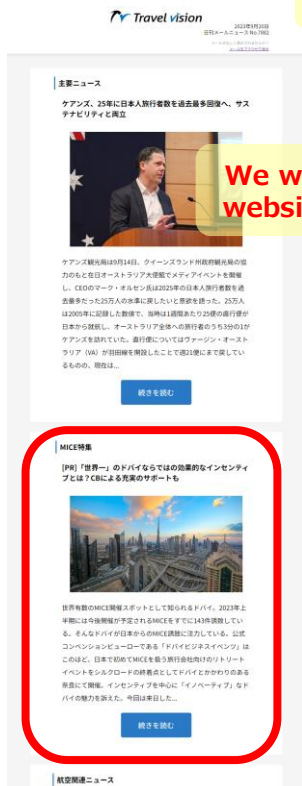 Travel vision
2023年9月20日
日刊メールニュース No.7002
主要ニュース
ケアンズ、25年に日本人旅行者数を過去最多回復へ、サス
テナビリティと両立
We w
websi
ケアンズ観光局は9月14日、クイーンズランド州政府観光局の協
力のもと在日オーストラリア大使館でメディアイベントを開催
し、CEOのマーク・オルセン氏は2025年の日本人旅行者数を過
去最多だった25万人の水準に戻したいと意欲を語った。25万人
は2005年に記録した数値で、当時は1週間あたり25便の直行便が
日本から就航し、オーストラリア全体への旅行者のうち3分の1が
ケアンズを訪れていた。直行便についてはヴァージン・オースト
ラリア（VA）が羽田線を開設したことで週21便にまで戻してい
るものの、現在は...
続きを読む
MICE特集
[PR]「世界一」のドバイならではの効果的なインセンティ
ブとは？CBによる充実のサポートも
世界有数のMICE開催スポットとして知られるドバイ。2023年上
半期には今後開催が予定されるMICEをすでに143件誘致してい
る。そんなドバイが日本からのMICE誘致に注力している。公式
コンベンションビューローである「ドバイビジネスイベンツ」は
このほど、日本で初めてMICEを扱う旅行会社向けのリトリート
イベントをシルクロードの終着点としてドバイとかかわりのある
奈良にて開催。インセンティブを中心に「イノベーティブ」なド
バイの魅力を訴えた。今回は来日した...
続きを読む
航空関連ニュース